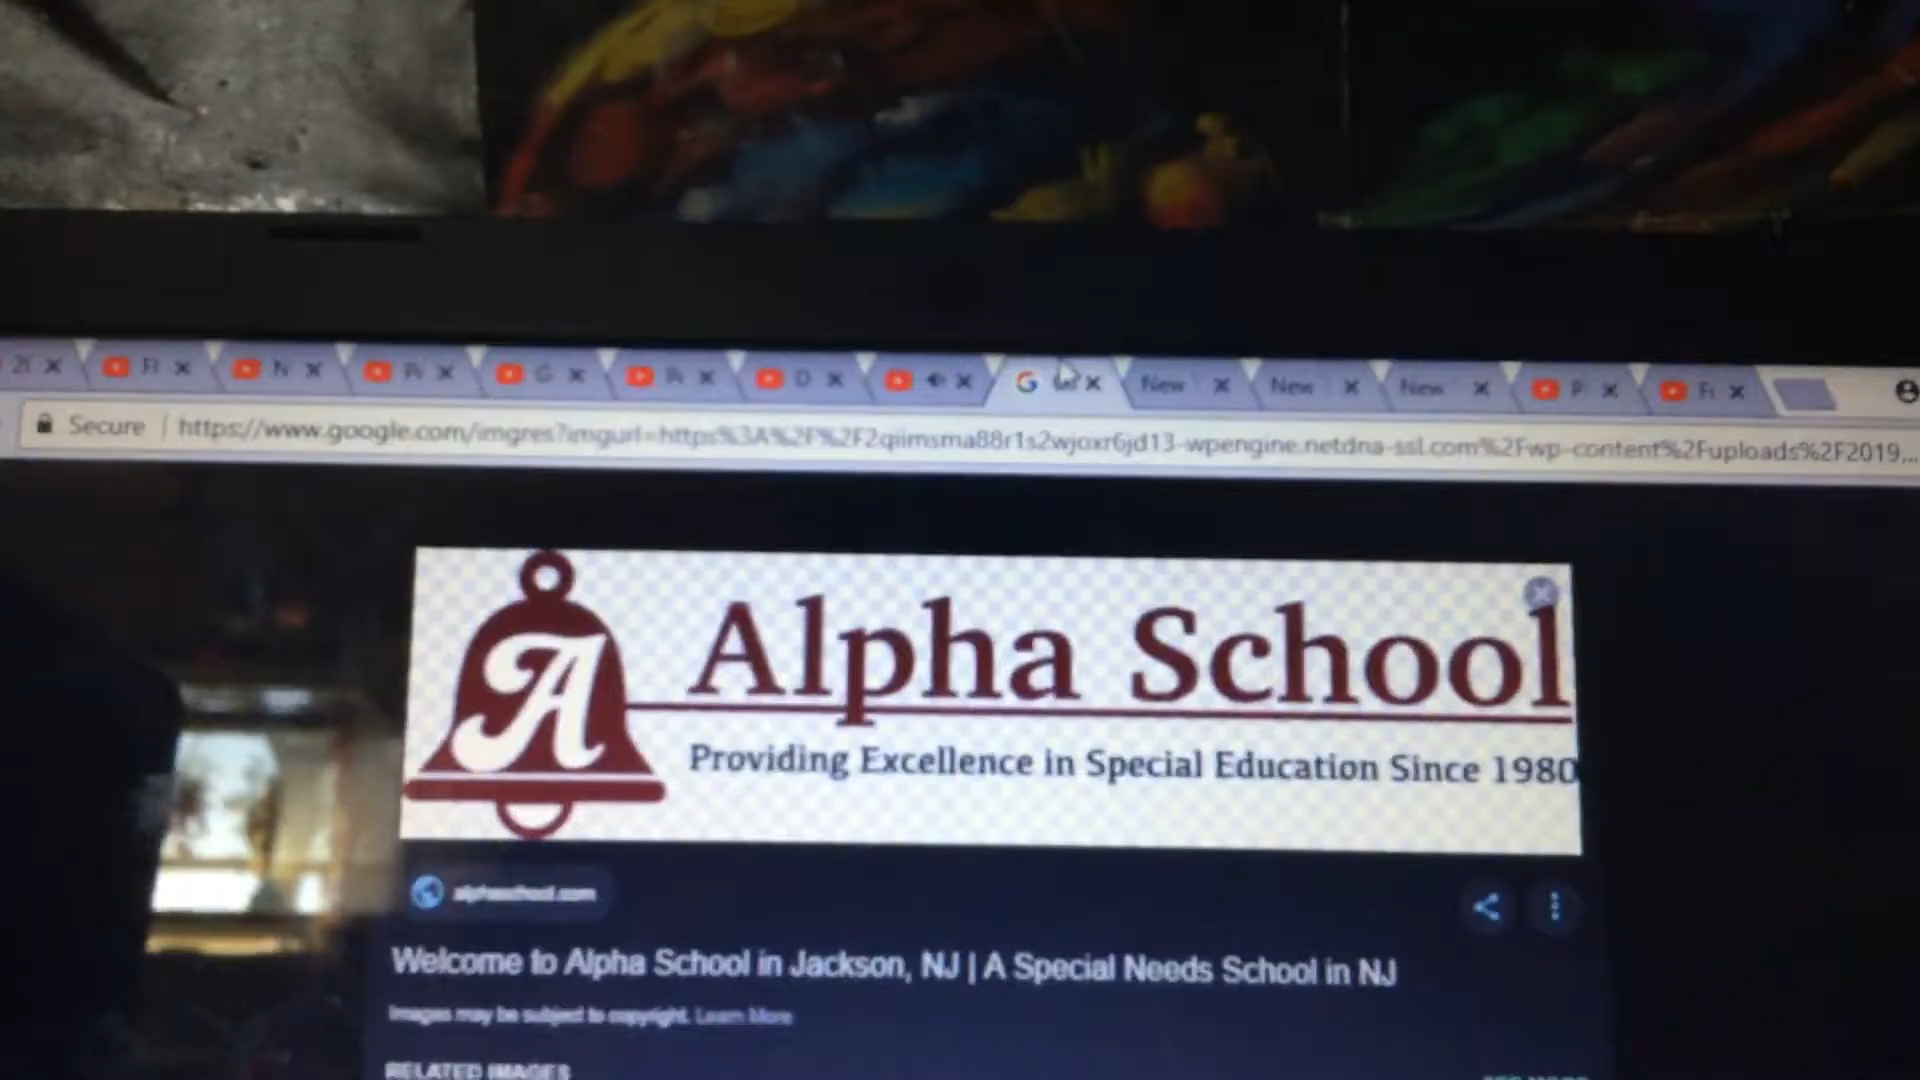 New New New
Secure https://www.google.com/imgres?imgurl=https%3A%2F%2F2qiimsma88r1s2wjoxr6jd13-wpengine.netdna-ssl.com%2Fwp-content%2Fuploads%2F2019...
A
Alpha School
Providing Excellence in Special Education Since 1980
alphaschool.com
Welcome to Alpha School in Jackson, NJ | A Special Needs School in NJ
Images may be subject to copyright. Learn More
RELATED IMAGES
SEE MORE